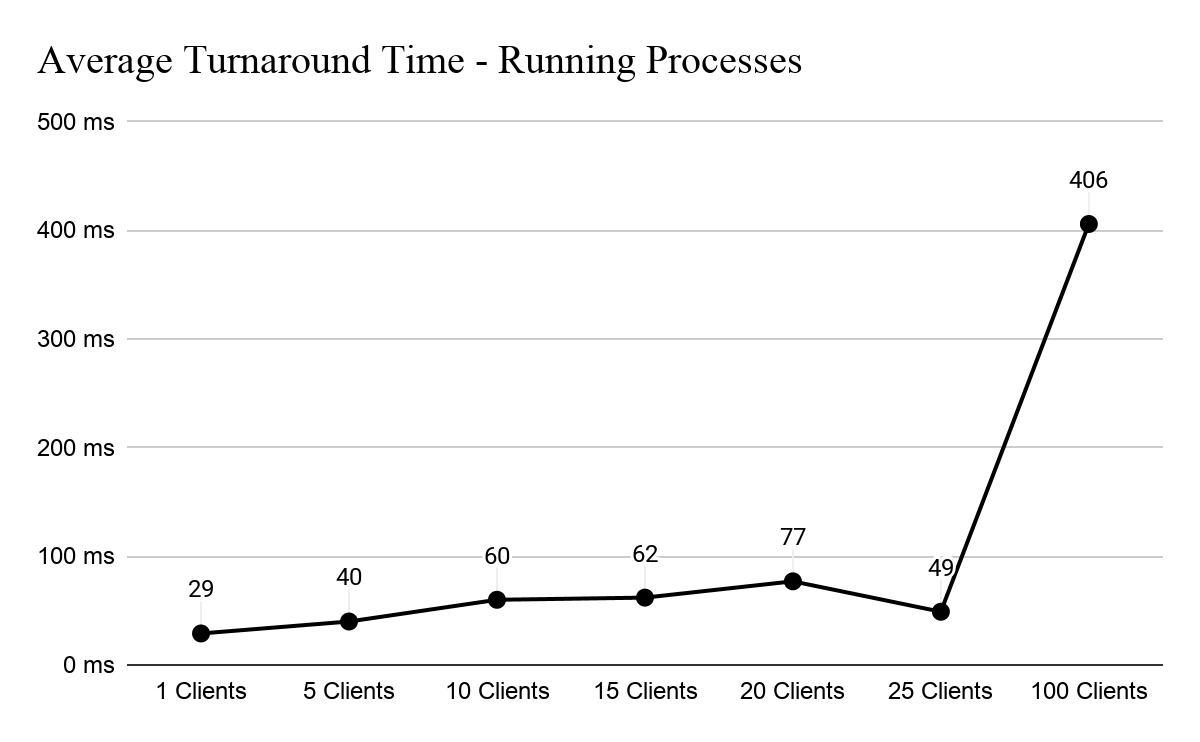 Average Turnaround Time - Running Processes
500 ms
406
400 ms
300 ms
200 ms
100 ms
29
40
60
62
77
49
0 ms
1 Clients
5 Clients
10 Clients
15 Clients
20 Clients
25 Clients
100 Clients